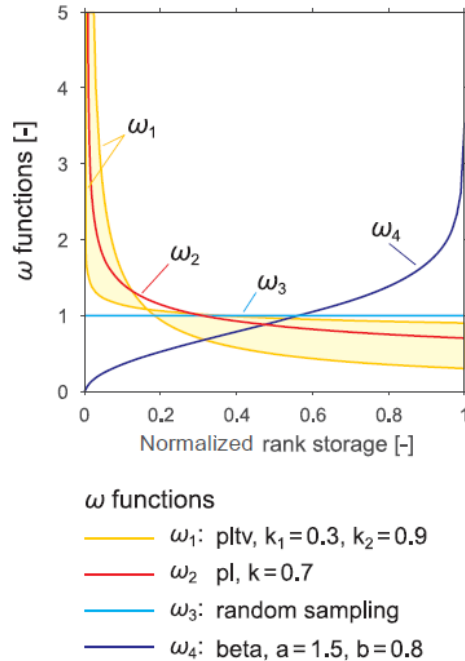 5
4
3
2
1
0
ω functions [-]
ω₁
ω₂
ω₃
ω₄
0 0.2 0.4 0.6 0.8 1
Normalized rank storage [-]
ω functions
ω₁: pltv, k₁=0.3, k₂=0.9
ω₂ pl, k=0.7
ω₃: random sampling
ω₄: beta, a=1.5, b=0.8